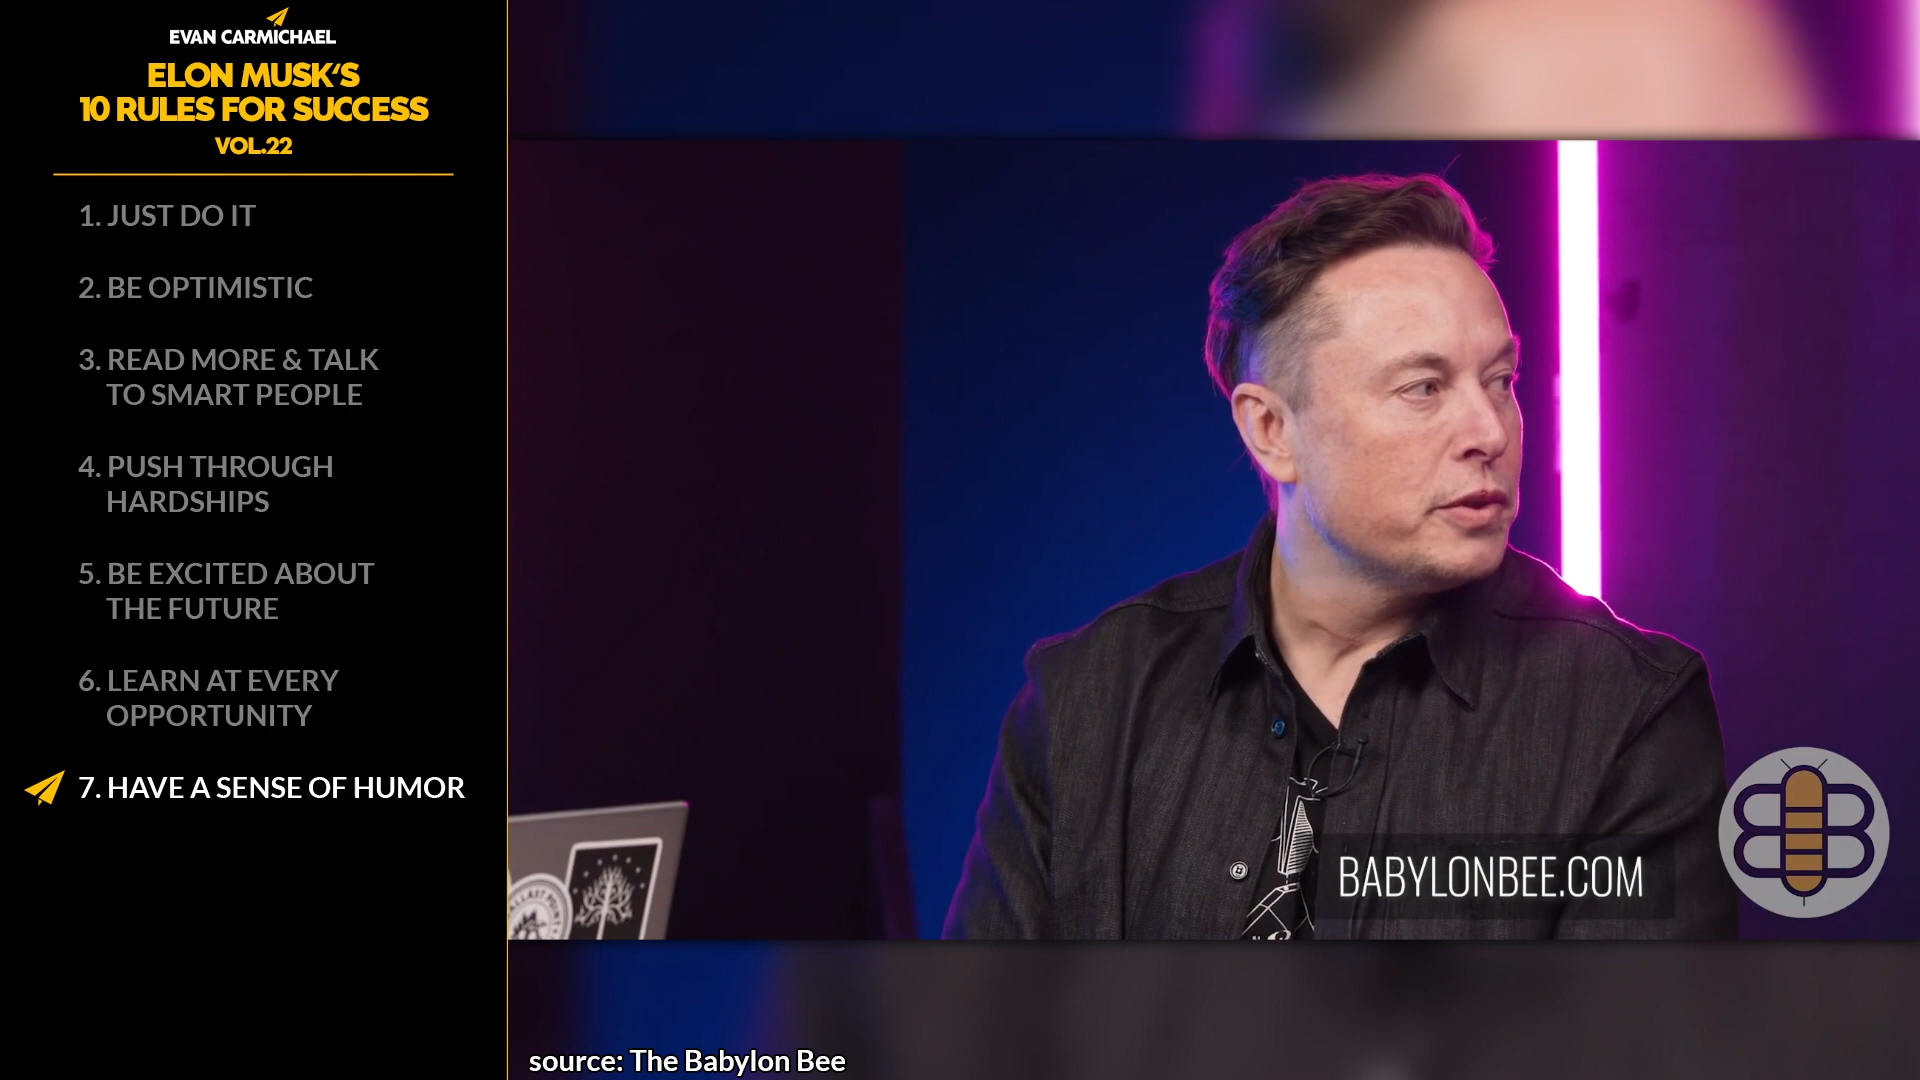 EVAN CARMICHAEL
ELON MUSK'S
10 RULES FOR SUCCESS
VOL.22
1. JUST DO IT
2. BE OPTIMISTIC
3. READ MORE & TALK
TO SMART PEOPLE
4. PUSH THROUGH
HARDSHIPS
5. BE EXCITED ABOUT
THE FUTURE
6. LEARN AT EVERY
OPPORTUNITY
7. HAVE A SENSE OF HUMOR
BABYLONBEE.COM
source: The Babylon Bee